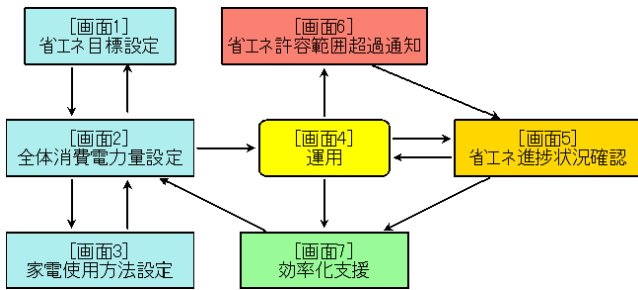 [画面1]
省エネ目標設定
[画面6]
省エネ許容範囲超過通知
[画面2]
全体消費電力量設定
[画面4]
運用
[画面5]
省エネ進捗状況確認
[画面3]
家電使用方法設定
[画面7]
効率化支援